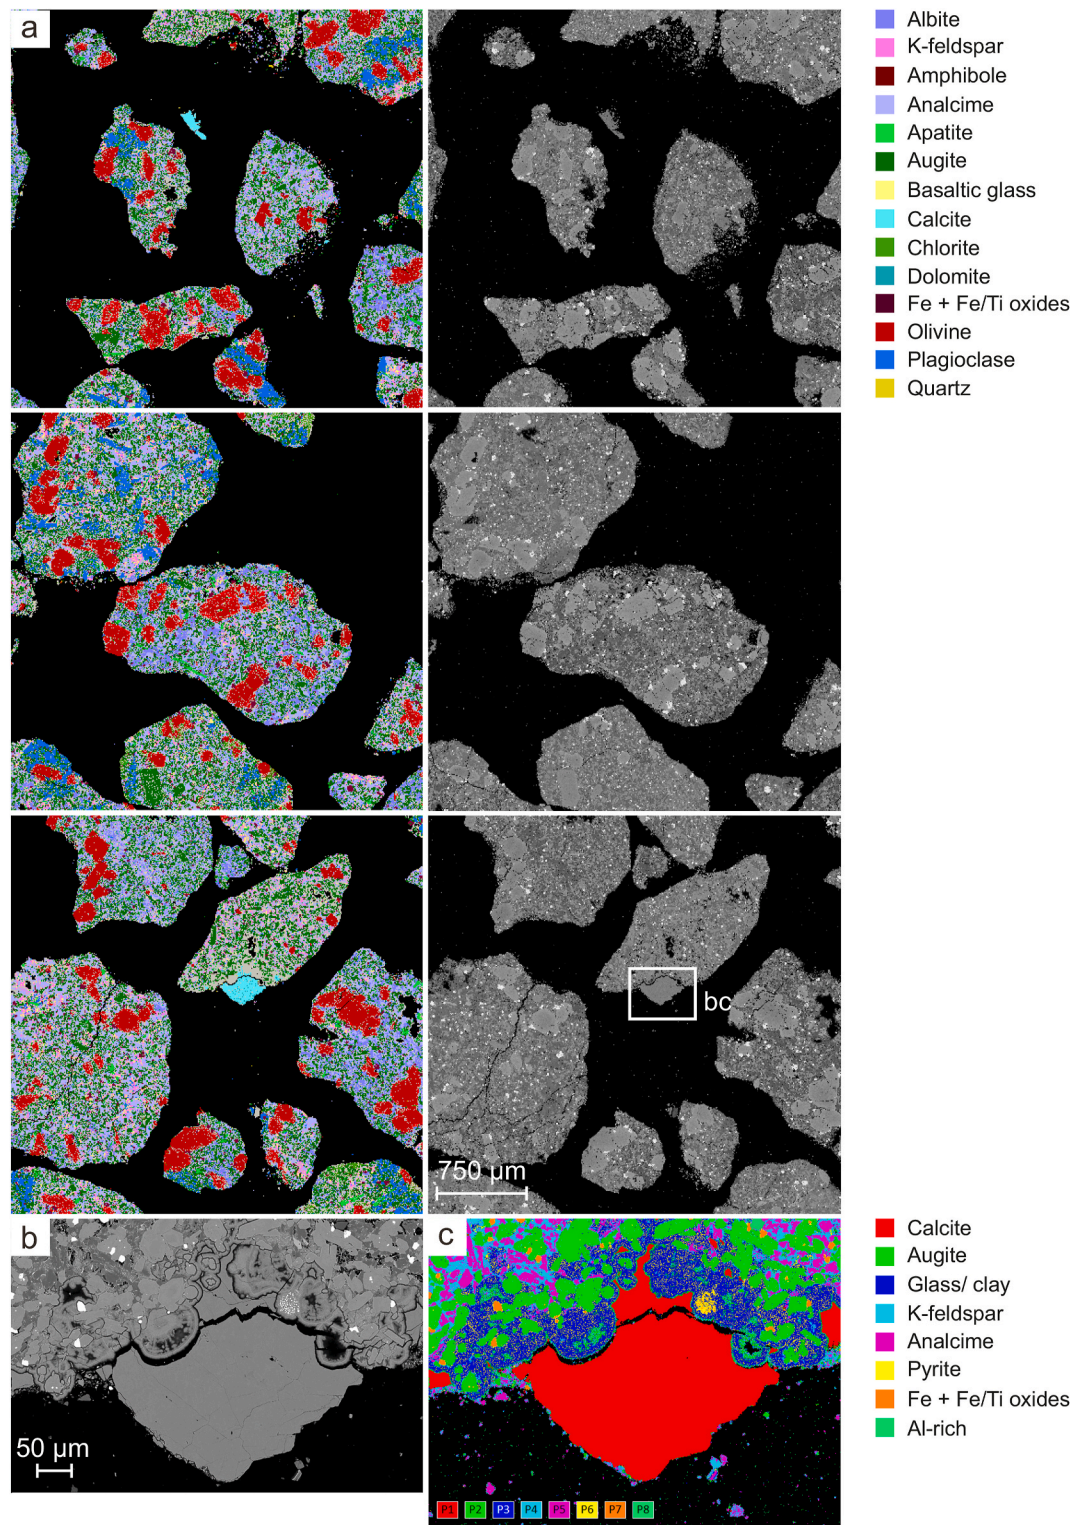 a
Albite
K-feldspar
Amphibole
Analcime
Apatite
Augite
Basaltic glass
Calcite
Chlorite
Dolomite
Fe + Fe/Ti oxides
Olivine
Plagioclase
Quartz
bc
750 µm
b
50 µm
c
P1 P2 P3 P4 P5 P6 P7 P8
Calcite
Augite
Glass/ clay
K-feldspar
Analcime
Pyrite
Fe + Fe/Ti oxides
Al-rich